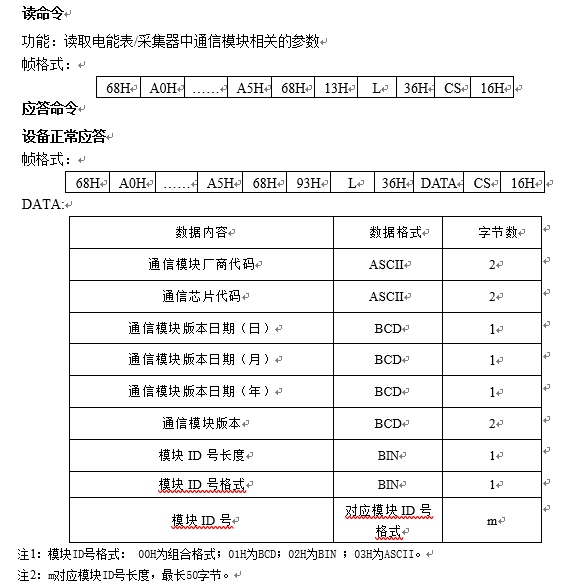 读命令
功能：读取电能表/采集器中通信模块相关的参数
帧格式：
68H A0H …… A5H 68H 13H L 36H CS 16H
应答命令
设备正常应答
帧格式：
68H A0H …… A5H 68H 93H L 36H DATA CS 16H
DATA:
数据内容 数据格式 字节数
通信模块厂商代码 ASCII 2
通信芯片代码 ASCII 2
通信模块版本日期（日） BCD 1
通信模块版本日期（月） BCD 1
通信模块版本日期（年） BCD 1
通信模块版本 BCD 2
模块 ID 号长度 BIN 1
模块 ID 号格式 BIN 1
模块 ID 号 对应模块 ID 号 m
格式
注1：模块ID号格式： 00H为组合格式；01H为BCD；02H为BIN ；03H为ASCII。
注2：m对应模块ID号长度，最长50字节。